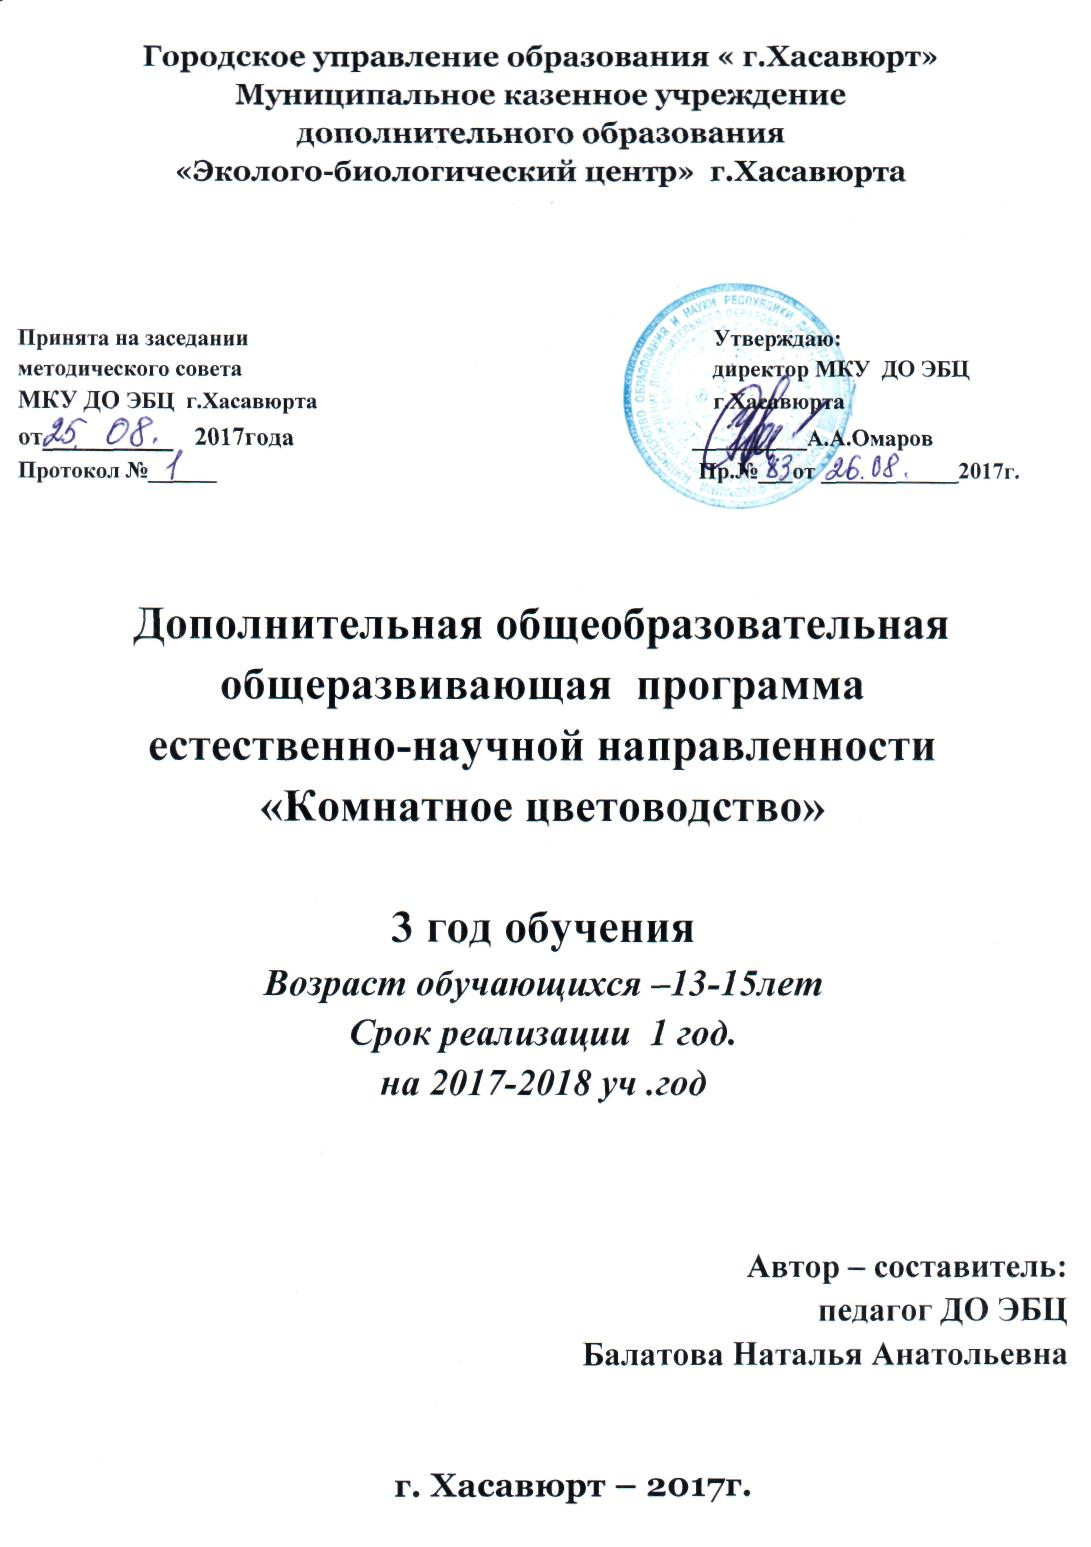 Городское управление образования « г.Хасавюрт»
Муниципальное казенное учреждение
дополнительного образования
«Эколого-биологический центр»  г.Хасавюрта
Принята на заседании
методического совета
МКУ ДО ЭБЦ  г.Хасавюрта
от 25. 08. 2017года
Протокол № 1
Утверждаю:
директор МКУ  ДО ЭБЦ
г.Хасавюрта
А.А.Омаров
Пр.№ 83 от 26.08. 2017г.
МИНИСТЕРСТВО ОБРАЗОВАНИЯ И НАУКИ РЕСПУБЛИКИ
Дополнительная общеобразовательная
общеразвивающая  программа
естественно-научной направленности
«Комнатное цветоводство»
3 год обучения
Возраст обучающихся –13-15лет
Срок реализации  1 год.
на 2017-2018 уч .год
Автор – составитель:
педагог ДО ЭБЦ
Балатова Наталья Анатольевна
г. Хасавюрт – 2017г.